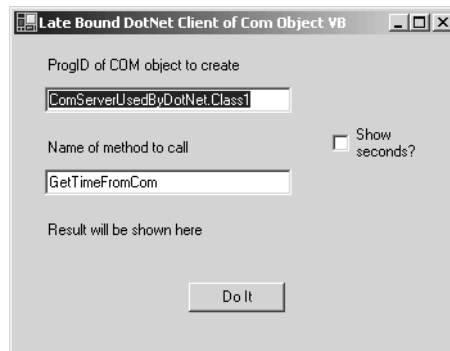 Late Bound DotNet Client of Com Object VB
ProgID of COM object to create
ComServerUsedByDotNet.Class1
Name of method to call
Show
seconds?
GetTimeFromCom
Result will be shown here
Do It